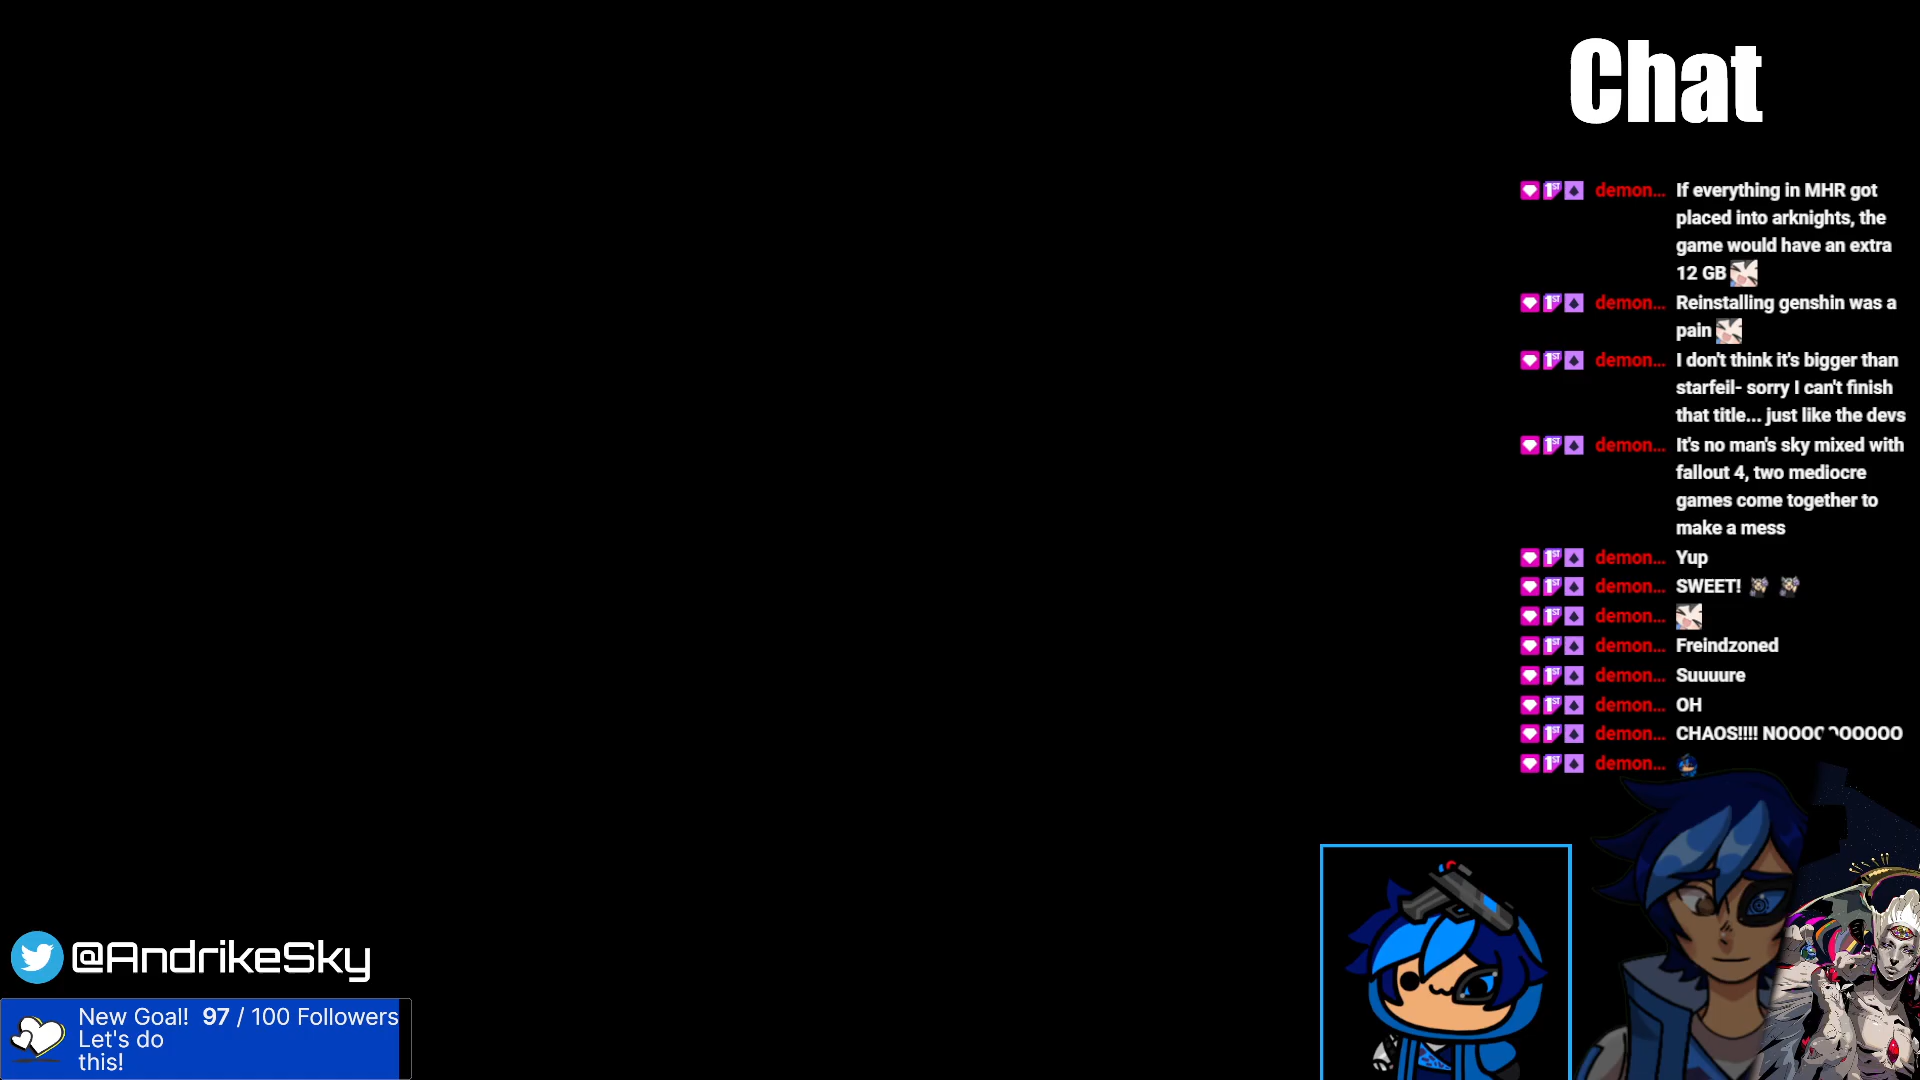 Chat
demon... If everything in MHR got
placed into arknights, the
game would have an extra
12 GB
demon... Reinstalling genshin was a
pain
demon... I don't think it's bigger than
starfeil- sorry I can't finish
that title... just like the devs
demon... It's no man's sky mixed with
fallout 4, two mediocre
games come together to
make a mess
demon... Yup
demon... SWEET!
demon...
demon... Freindzoned
demon... Suuuure
demon... OH
demon... CHAOS!!!!
demon...
@AndrikeSky
New Goal! 97 / 100 Followers
Let's do
this!